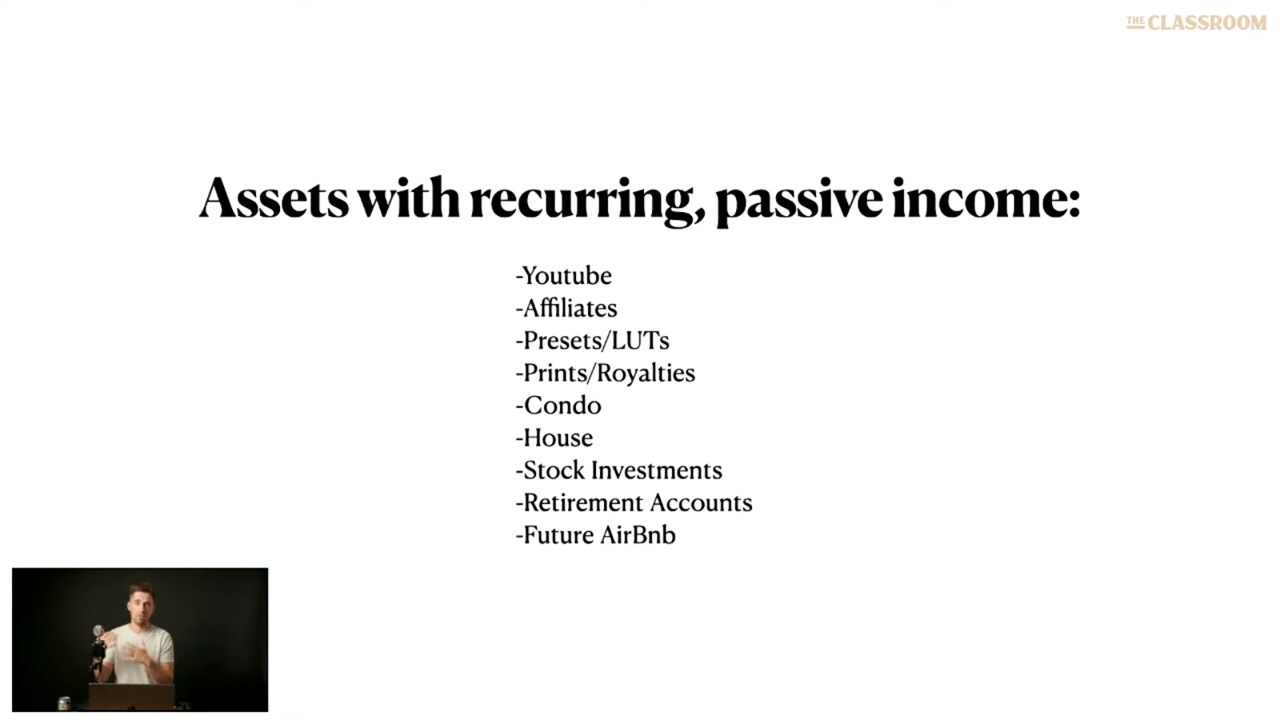 THE CLASSROOM
Assets with recurring, passive income:
-Youtube
-Affiliates
-Presets/LUTs
-Prints/Royalties
-Condo
-House
-Stock Investments
-Retirement Accounts
-Future AirBnb